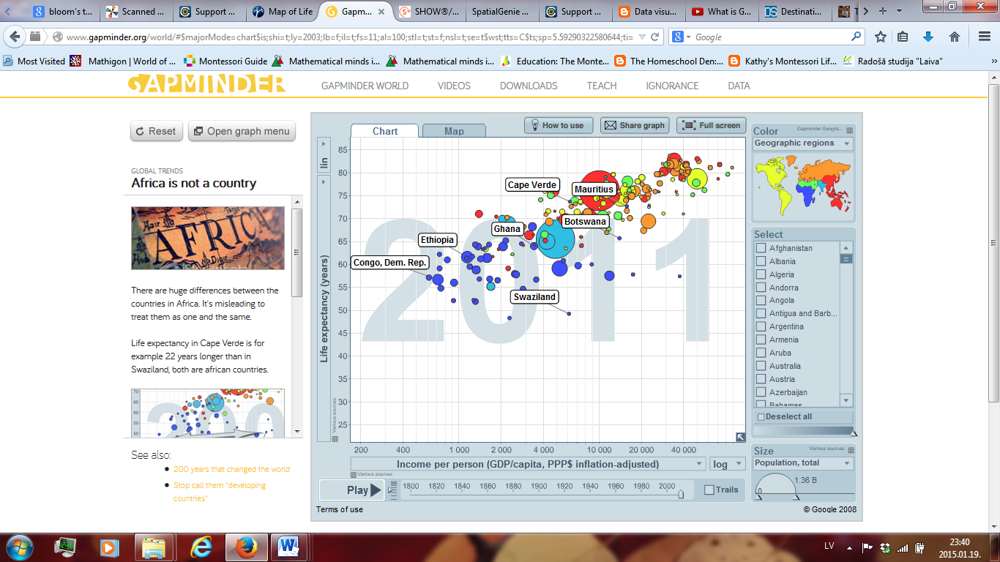 bloom's t...
Scanned ...
Support ...
Map of Life
Gapm...
SHOW®/...
SpatialGenie ...
Support ...
Data visu...
What is G...
Destinati...
www.gapminder.org/world/#$majorMode=chart$is;shi=t;ly=2003;lb=f;il=t;fs=11;al=100;stl=t;st=f;nsl=t;se=t$wst;tts=C$ts;sp=5.59290322580644;ti=
Google
Most Visited
Mathigon | World of ...
Montessori Guide
Mathematical minds i...
Mathematical minds i...
Education: The Monte...
The Homeschool Den:...
Kathy's Montessori Lif...
Radošā studija "Laiva"
GAPMINDER
GAPMINDER WORLD
VIDEOS
DOWNLOADS
TEACH
IGNORANCE
DATA
Reset
Open graph menu
GLOBAL TRENDS
Africa is not a country
AFRICA
There are huge differences between the
countries in Africa. It's misleading to
treat them as one and the same.
Life expectancy in Cape Verde is for
example 22 years longer than in
Swaziland, both are african countries.
70
65
60
55
50
See also:
200 years that changed the world
Stop call them "developing
countries"
Chart
Map
How to use
Share graph
Full screen
lin
Life expectancy (years)
Various sources
85
80
75
70
65
60
55
50
45
40
35
30
25
2011
Cape Verde
Mauritius
Botswana
Ghana
Ethiopia
Congo, Dem. Rep.
Swaziland
200
400
1 000
2 000
4 000
10 000
20 000
40 000
Income per person (GDP/capita, PPP$ inflation-adjusted)
log
Various sources
Play
1800
1820
1840
1860
1880
1900
1920
1940
1960
1980
2000
Trails
Terms of use
© Google 2008
Color
Gapminder Geogra...
Geographic regions
Select
Afghanistan
Albania
Algeria
Andorra
Angola
Antigua and Barb...
Argentina
Armenia
Aruba
Australia
Austria
Azerbaijan
Bahamas
Deselect all
Size
Various sources
Population, total
0
1.36 B
LV
23:40
2015.01.19.